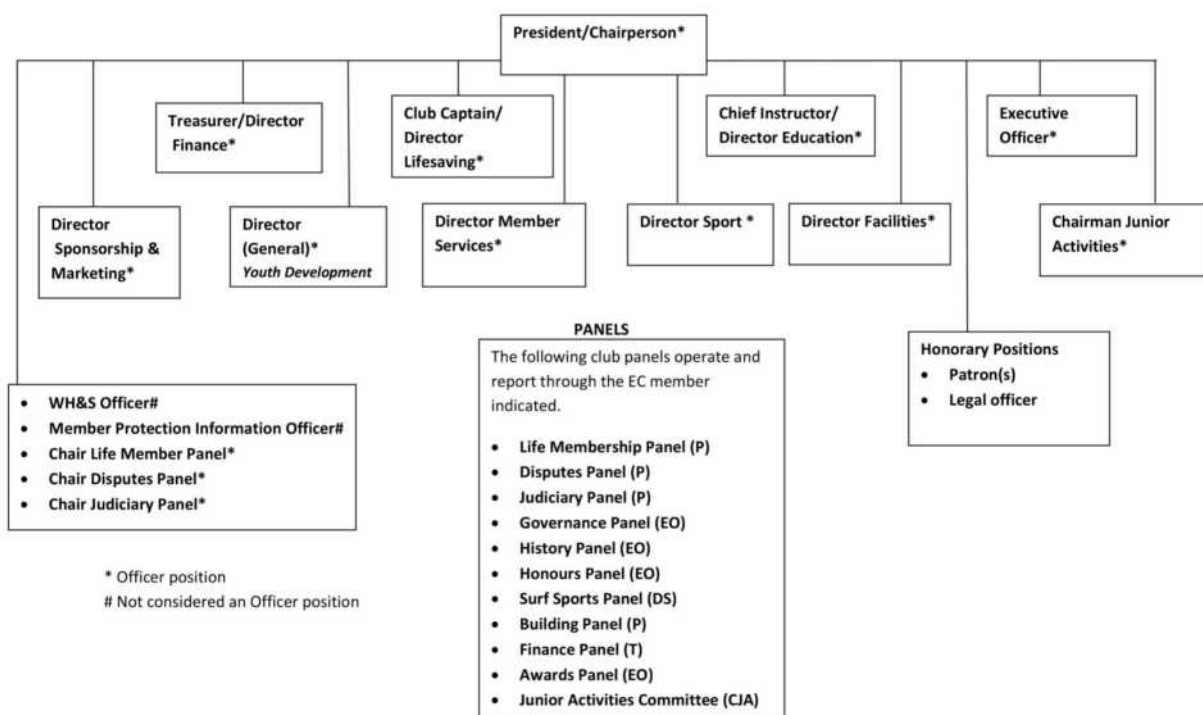 President/Chairperson*
Treasurer/Director
Finance*
Club Captain/
Director
Lifesaving*
Chief Instructor/
Director Education*
Executive
Officer*
Director
Sponsorship &
Marketing*
Director
(General)*
Youth Development
Director Member
Services*
Director Sport *
Director Facilities*
Chairman Junior
Activities*
• WH&S Officer#
• Member Protection Information Officer#
• Chair Life Member Panel*
• Chair Disputes Panel*
• Chair Judiciary Panel*
* Officer position
# Not considered an Officer position
PANELS
The following club panels operate and
report through the EC member
indicated.
• Life Membership Panel (P)
• Disputes Panel (P)
• Judiciary Panel (P)
• Governance Panel (EO)
• History Panel (EO)
• Honours Panel (EO)
• Surf Sports Panel (DS)
• Building Panel (P)
• Finance Panel (T)
• Awards Panel (EO)
• Junior Activities Committee (CJA)
Honorary Positions
• Patron(s)
• Legal officer